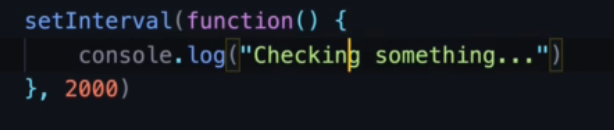 setInterval(function() {
    console.log("Checking something...")
}, 2000)